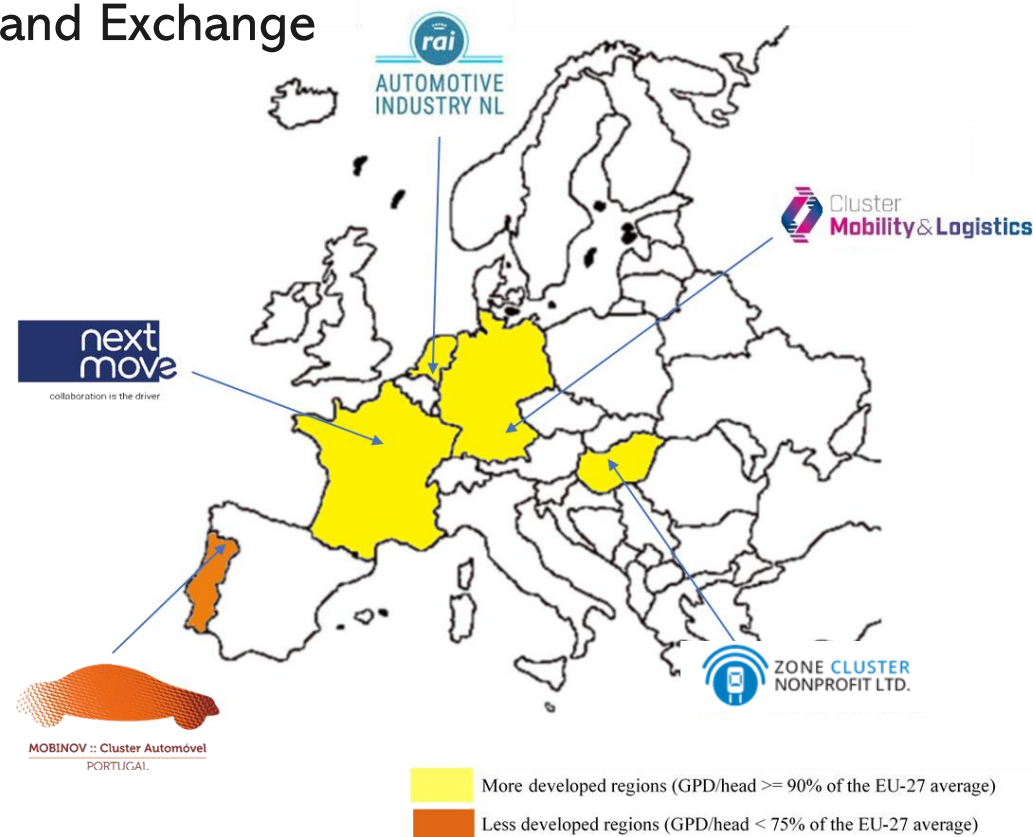 and Exchange
rai
AUTOMOTIVE
INDUSTRY NL
Cluster
Mobility & Logistics
next
move
collaboration is the driver
ZONE CLUSTER
NONPROFIT LTD.
MOBINOV :: Cluster Automóvel
PORTUGAL
More developed regions (GPD/head >= 90% of the EU-27 average)
Less developed regions (GPD/head < 75% of the EU-27 average)